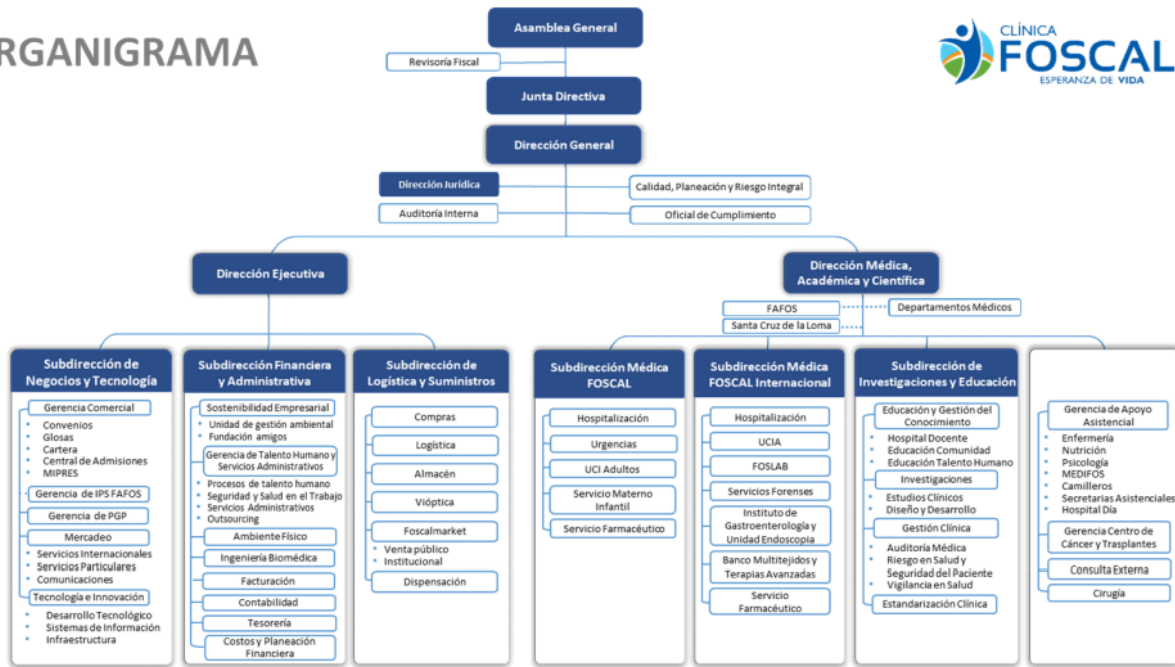 RGANIGRAMA
CLÍNICA
FOSCAL
ESPERANZA DE VIDA
Asamblea General
Revisoría Fiscal
Junta Directiva
Dirección General
Dirección Jurídica
Calidad, Planeación y Riesgo Integral
Auditoría Interna
Oficial de Cumplimiento
Dirección Ejecutiva
Dirección Médica,
Académica y Científica
FAFOS
Departamentos Médicos
Santa Cruz de la Loma
Subdirección de
Negocios y Tecnología
Gerencia Comercial
• Convenios
• Glosas
• Cartera
• Central de Admisiones
• MIPRES
Gerencia de IPS FAFOS
Gerencia de PGP
Mercadeo
• Servicios Internacionales
• Servicios Particulares
• Comunicaciones
Tecnología e Innovación
• Desarrollo Tecnológico
• Sistemas de Información
• Infraestructura
Subdirección Financiera
y Administrativa
Sostenibilidad Empresarial
• Unidad de gestión ambiental
• Fundación amigos
Gerencia de Talento Humano y
Servicios Administrativos
• Procesos de talento humano
• Seguridad y Salud en el Trabajo
• Servicios Administrativos
• Outsourcing
Ambiente Físico
Ingeniería Biomédica
Facturación
Contabilidad
Tesorería
Costos y Planeación
Financiera
Subdirección de
Logística y Suministros
Compras
Logística
Almacén
Vióptica
Foscalmarket
• Venta público
• Institucional
Dispensación
Subdirección Médica
FOSCAL
Hospitalización
Urgencias
UCI Adultos
Servicio Materno
Infantil
Servicio Farmacéutico
Subdirección Médica
FOSCAL Internacional
Hospitalización
UCIA
FOSLAB
Servicios Forenses
Instituto de
Gastroenterología y
Unidad Endoscopia
Banco Multitejidos y
Terapias Avanzadas
Servicio
Farmacéutico
Subdirección de
Investigaciones y Educación
Educación y Gestión del
Conocimiento
• Hospital Docente
• Educación Comunidad
• Educación Talento Humano
Investigaciones
• Estudios Clínicos
• Diseño y Desarrollo
Gestión Clínica
• Auditoría Médica
• Riesgo en Salud y
Seguridad del Paciente
• Vigilancia en Salud
Estandarización Clínica
Gerencia de Apoyo
Asistencial
• Enfermería
• Nutrición
• Psicología
• MEDIFOS
• Camilleros
• Secretarias Asistenciales
• Hospital Día
Gerencia Centro de
Cáncer y Trasplantes
Consulta Externa
Cirugía